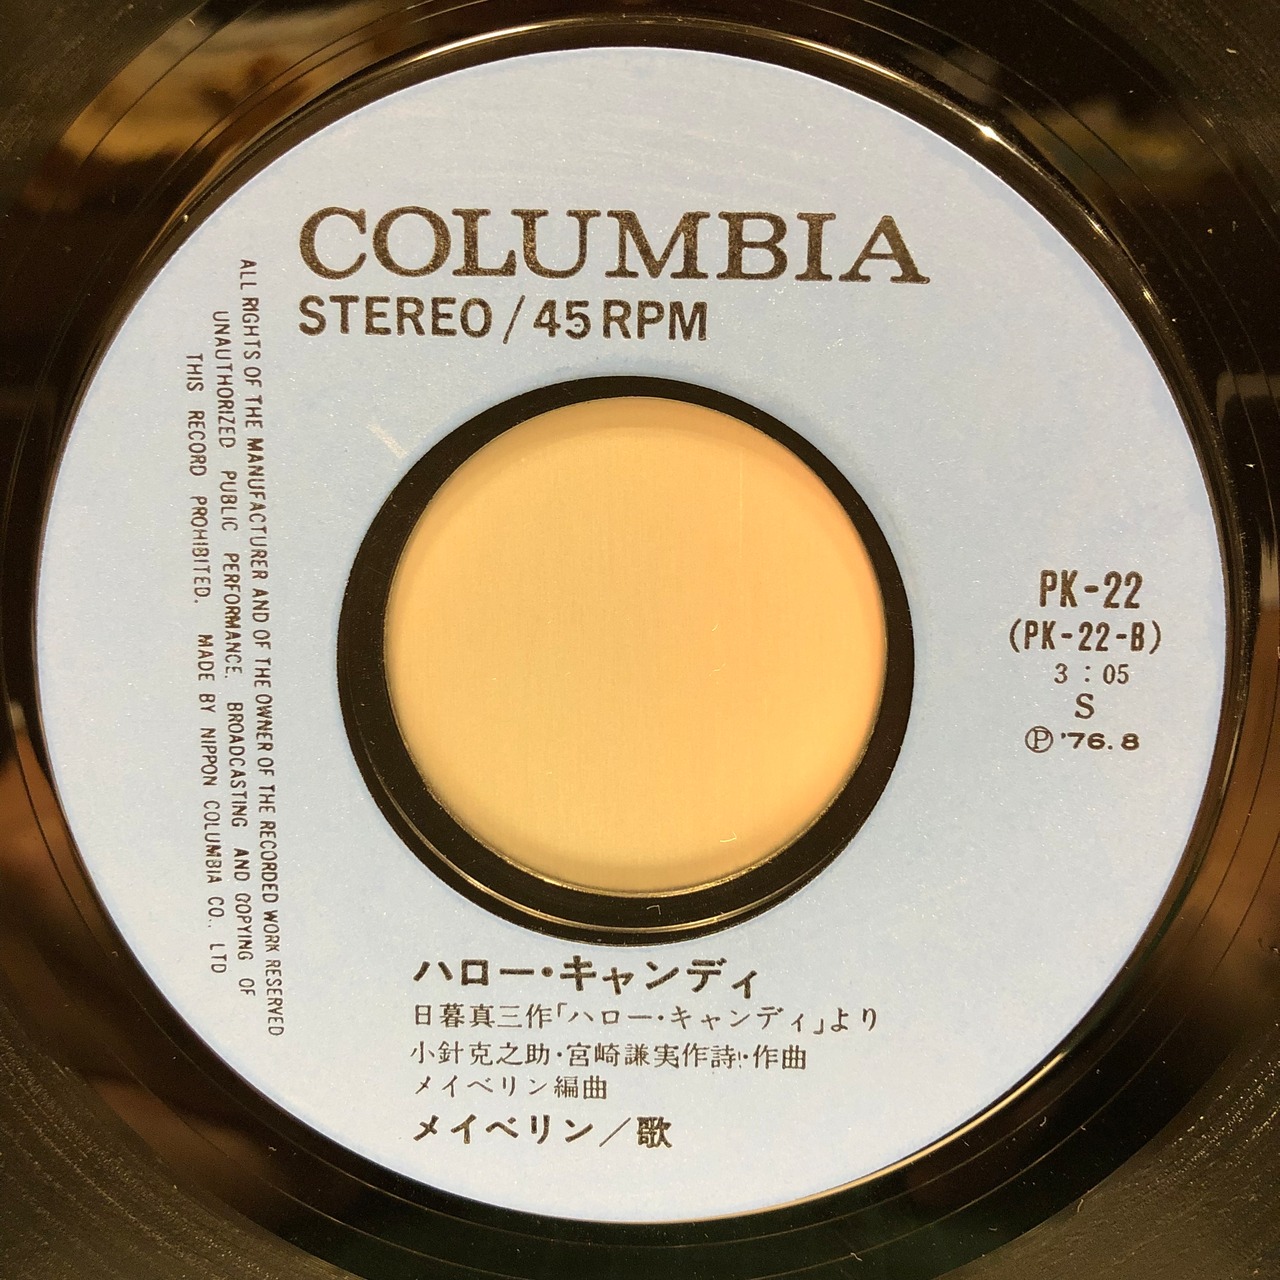 COLUMBIA
STEREO/45RPM
ALL RIGHTS OF THE MANUFACTURER AND OF THE OWNER OF THE RECORDED WORK RESERVED
UNAUTHORIZED PUBLIC PERFORMANCE. BROADCASTING AND COPYING OF
THIS RECORD PROHIBITED. MADE BY NIPPON COLUMBIA CO., LTD
PK-22
(PK-22-B)
3:05
S
Ⓟ'76.8
ハロー・キャンディ
日暮真三作「ハロー・キャンディ」より
小針克之助・宮崎謙実作詩・作曲
メイベリン編曲
メイベリン/歌